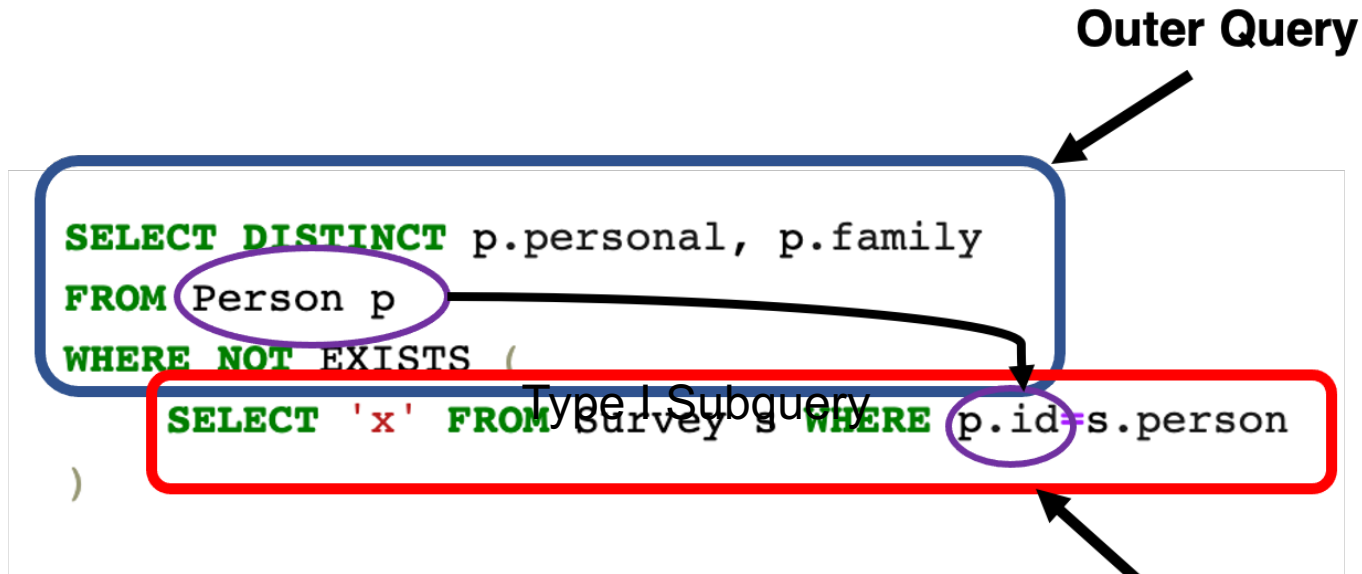 Outer Query
SELECT DISTINCT p.personal, p.family
FROM Person p
WHERE NOT EXISTS (
Type I Subquery
SELECT 'x' FROM Survey s WHERE p.id=s.person
)